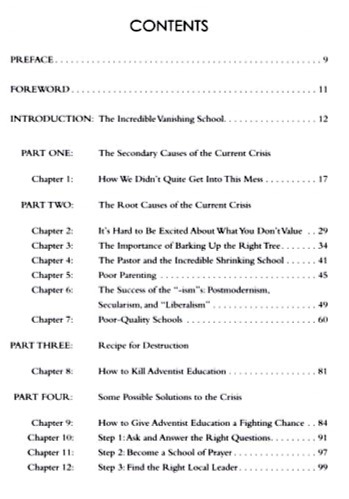 CONTENTS
PREFACE . . . . . . . . . . . . . . . . . . . . . . . . . . . . . . . . . . . . . . . . . . 9
FOREWORD . . . . . . . . . . . . . . . . . . . . . . . . . . . . . . . . . . . . . . . 11
INTRODUCTION: The Incredible Vanishing School. . . . . . . . . . . . . . . 12
PART ONE: The Secondary Causes of the Current Crisis
Chapter 1: How We Didn't Quite Get Into This Mess . . . . . . . . . 17
PART TWO: The Root Causes of the Current Crisis
Chapter 2: It's Hard to Be Excited About What You Don't Value . . 29
Chapter 3: The Importance of Barking Up the Right Tree. . . . . . . 34
Chapter 4: The Pastor and the Incredible Shrinking School . . . . . . 41
Chapter 5: Poor Parenting . . . . . . . . . . . . . . . . . . . . . . . . . . 45
Chapter 6: The Success of the "-ism"s: Postmodernism,
Secularism, and "Liberalism" . . . . . . . . . . . . . . . . . 49
Chapter 7: Poor-Quality Schools . . . . . . . . . . . . . . . . . . . . . . 60
PART THREE: Recipe for Destruction
Chapter 8: How to Kill Adventist Education . . . . . . . . . . . . . . 81
PART FOUR: Some Possible Solutions to the Crisis
Chapter 9: How to Give Adventist Education a Fighting Chance . . 84
Chapter 10: Step 1: Ask and Answer the Right Questions. . . . . . . . 91
Chapter 11: Step 2: Become a School of Prayer . . . . . . . . . . . . . 97
Chapter 12: Step 3: Find the Right Local Leader. . . . . . . . . . . . . 99